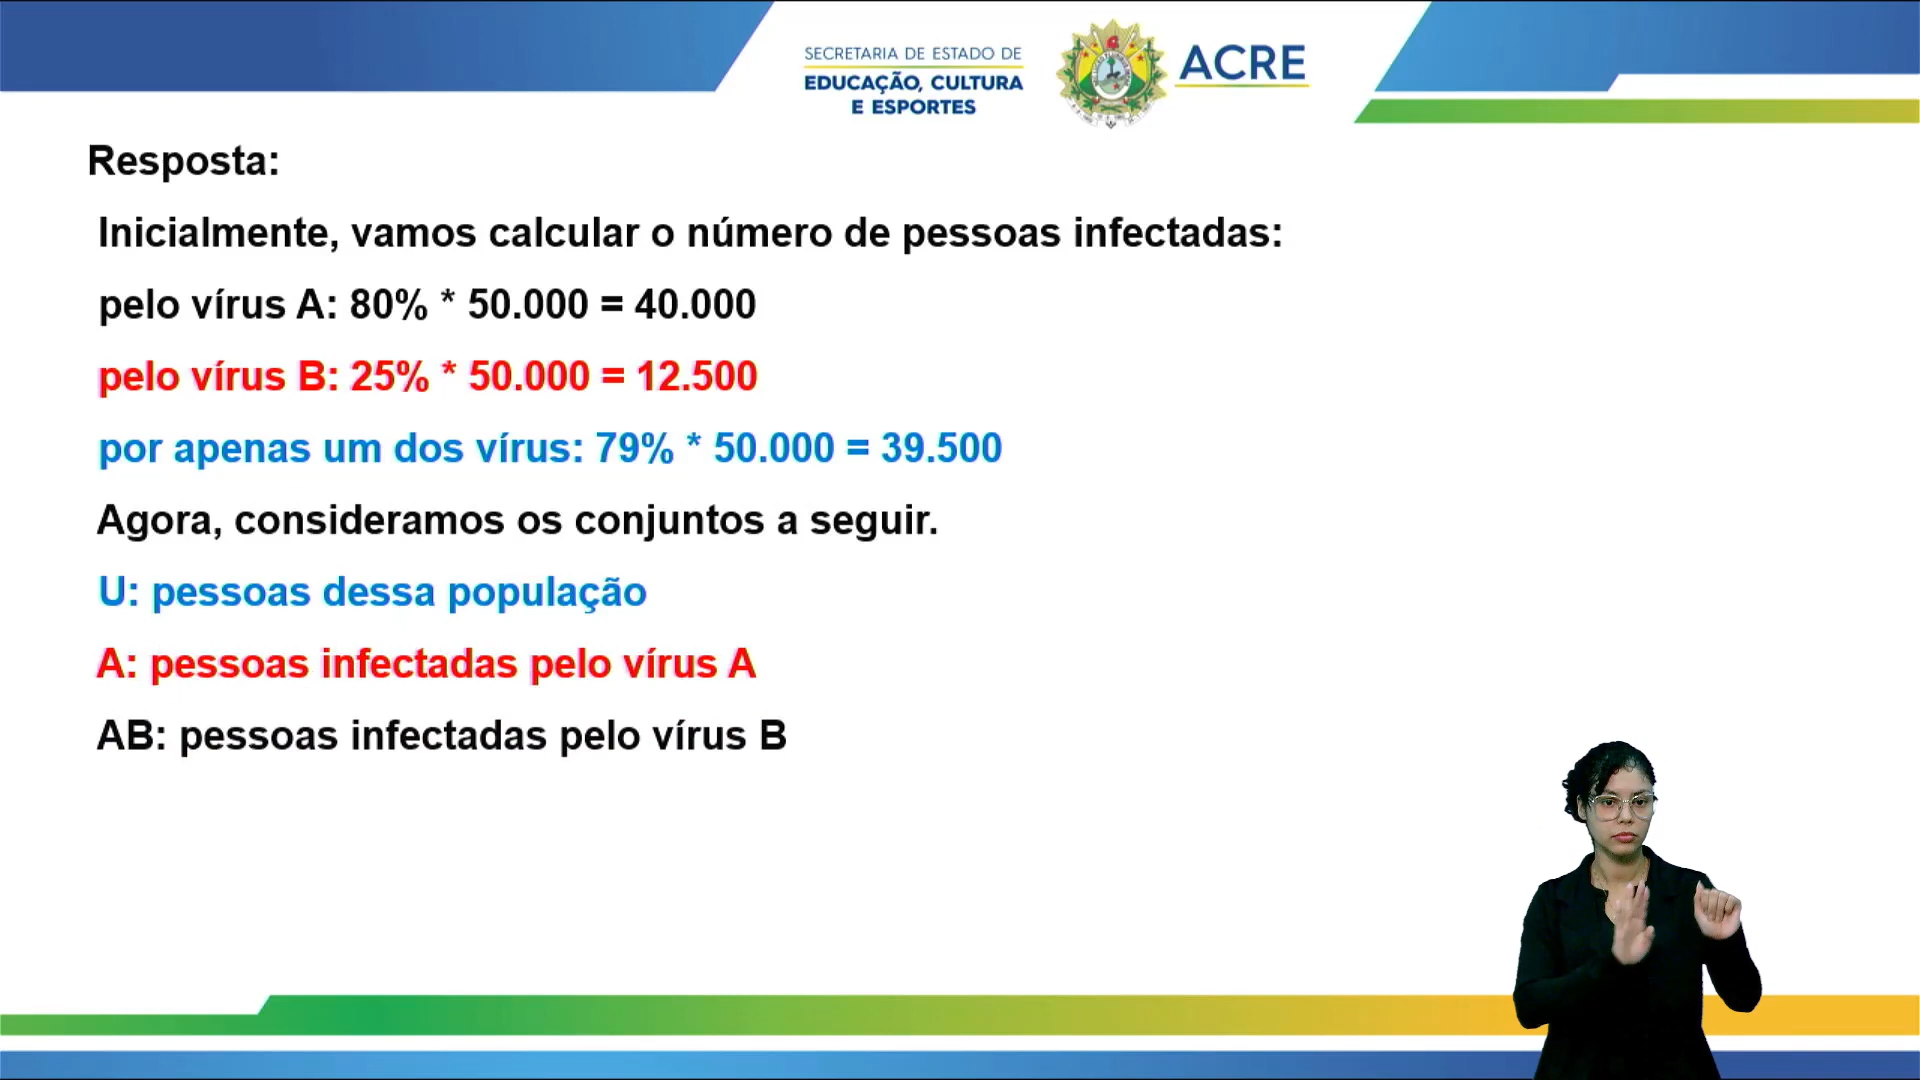 SECRETARIA DE ESTADO DE
EDUCAÇÃO, CULTURA
E ESPORTES
ACRE
Resposta:
Inicialmente, vamos calcular o número de pessoas infectadas:
pelo vírus A: 80% * 50.000 = 40.000
pelo vírus B: 25% * 50.000 = 12.500
por apenas um dos vírus: 79% * 50.000 = 39.500
Agora, consideramos os conjuntos a seguir.
U: pessoas dessa população
A: pessoas infectadas pelo vírus A
AB: pessoas infectadas pelo vírus B